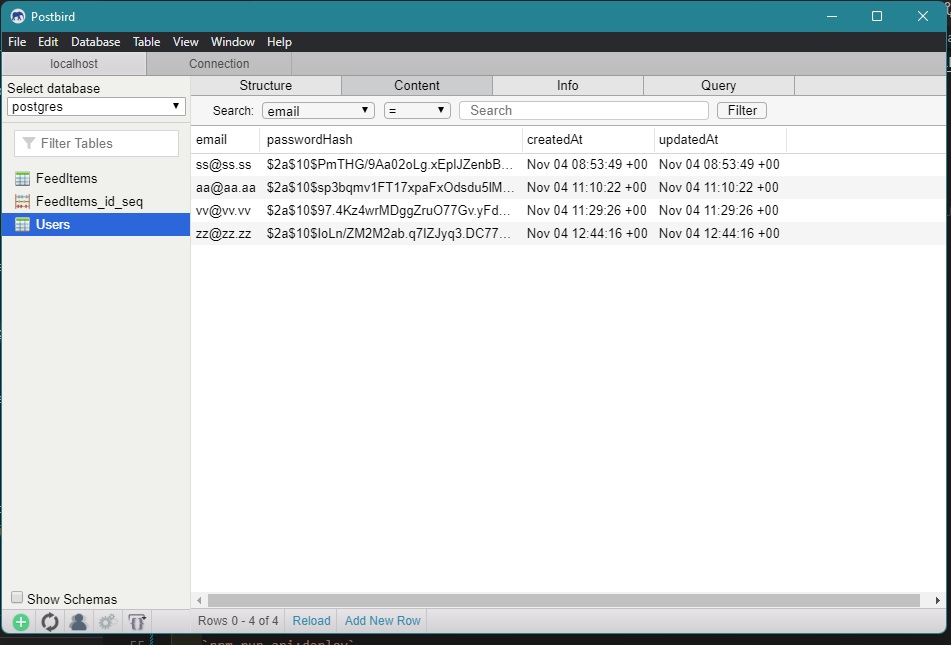 Postbird
File Edit Database Table View Window Help
localhost Connection
Select database
postgres
Structure Content Info Query
Search: email = Search Filter
Filter Tables
FeedItems
FeedItems_id_seq
Users
email passwordHash createdAt updatedAt
ss@ss.ss $2a$10$PmTHG/9Aa02oLg.xEplJZenbB... Nov 04 08:53:49 +00 Nov 04 08:53:49 +00
aa@aa.aa $2a$10$sp3bqmv1FT17xpaFxOdsdu5lM... Nov 04 11:10:22 +00 Nov 04 11:10:22 +00
vv@vv.vv $2a$10$97.4Kz4wrMDggZruO77Gv.yFd... Nov 04 11:29:26 +00 Nov 04 11:29:26 +00
zz@zz.zz $2a$10$IoLn/ZM2M2ab.q7IZJyq3.DC77... Nov 04 12:44:16 +00 Nov 04 12:44:16 +00
Show Schemas
Rows 0 - 4 of 4 Reload Add New Row